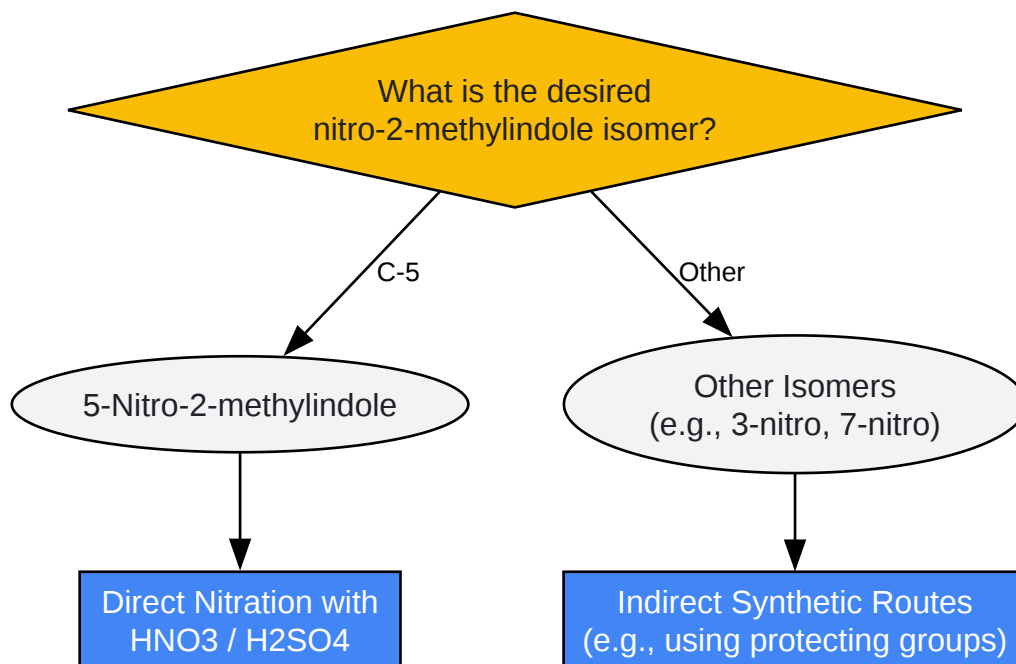 What is the desired
nitro-2-methylindole isomer?
C-5
Other
5-Nitro-2-methylindole
Other Isomers
(e.g., 3-nitro, 7-nitro)
Direct Nitration with
HNO3 / H2SO4
Indirect Synthetic Routes
(e.g., using protecting groups)